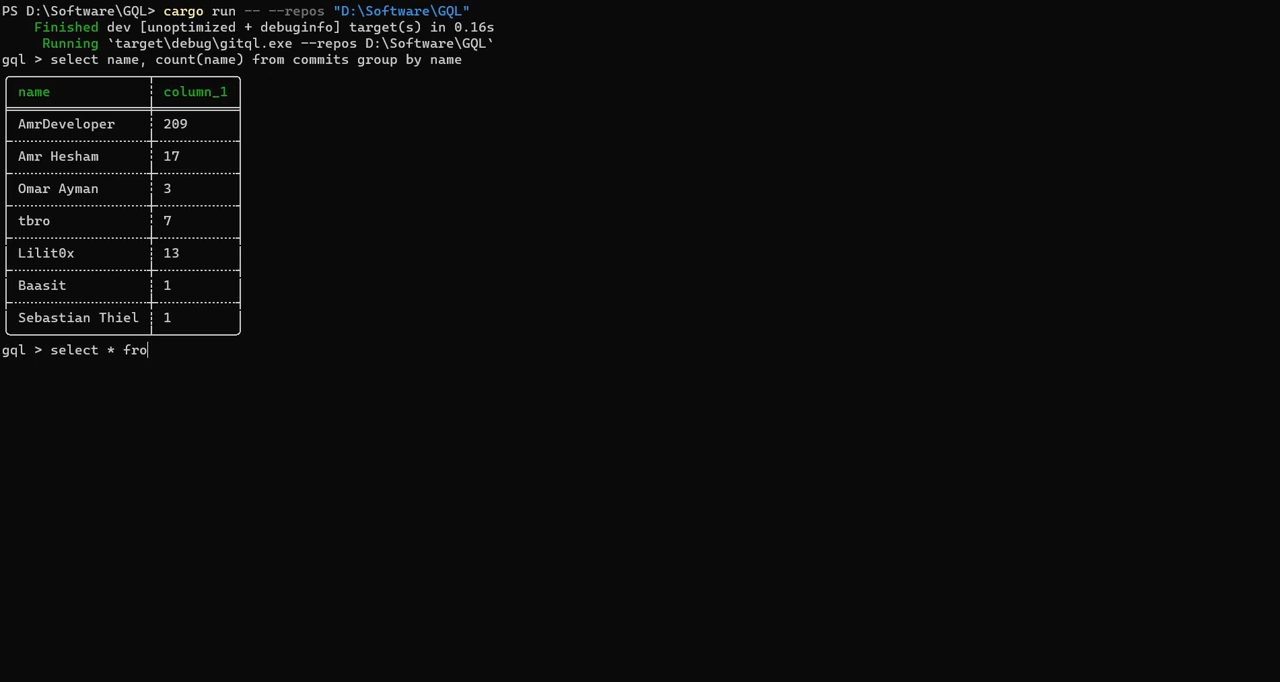 PS D:\Software\GQL> cargo run -- --repos "D:\Software\GQL"
Finished dev [unoptimized + debuginfo] target(s) in 0.16s
Running `target\debug\gitql.exe --repos D:\Software\GQL`
gql > select name, count(name) from commits group by name
name column_1
AmrDeveloper 209
Amr Hesham 17
Omar Ayman 3
tbro 7
Lilit0x 13
Baasit 1
Sebastian Thiel 1
gql > select * fro